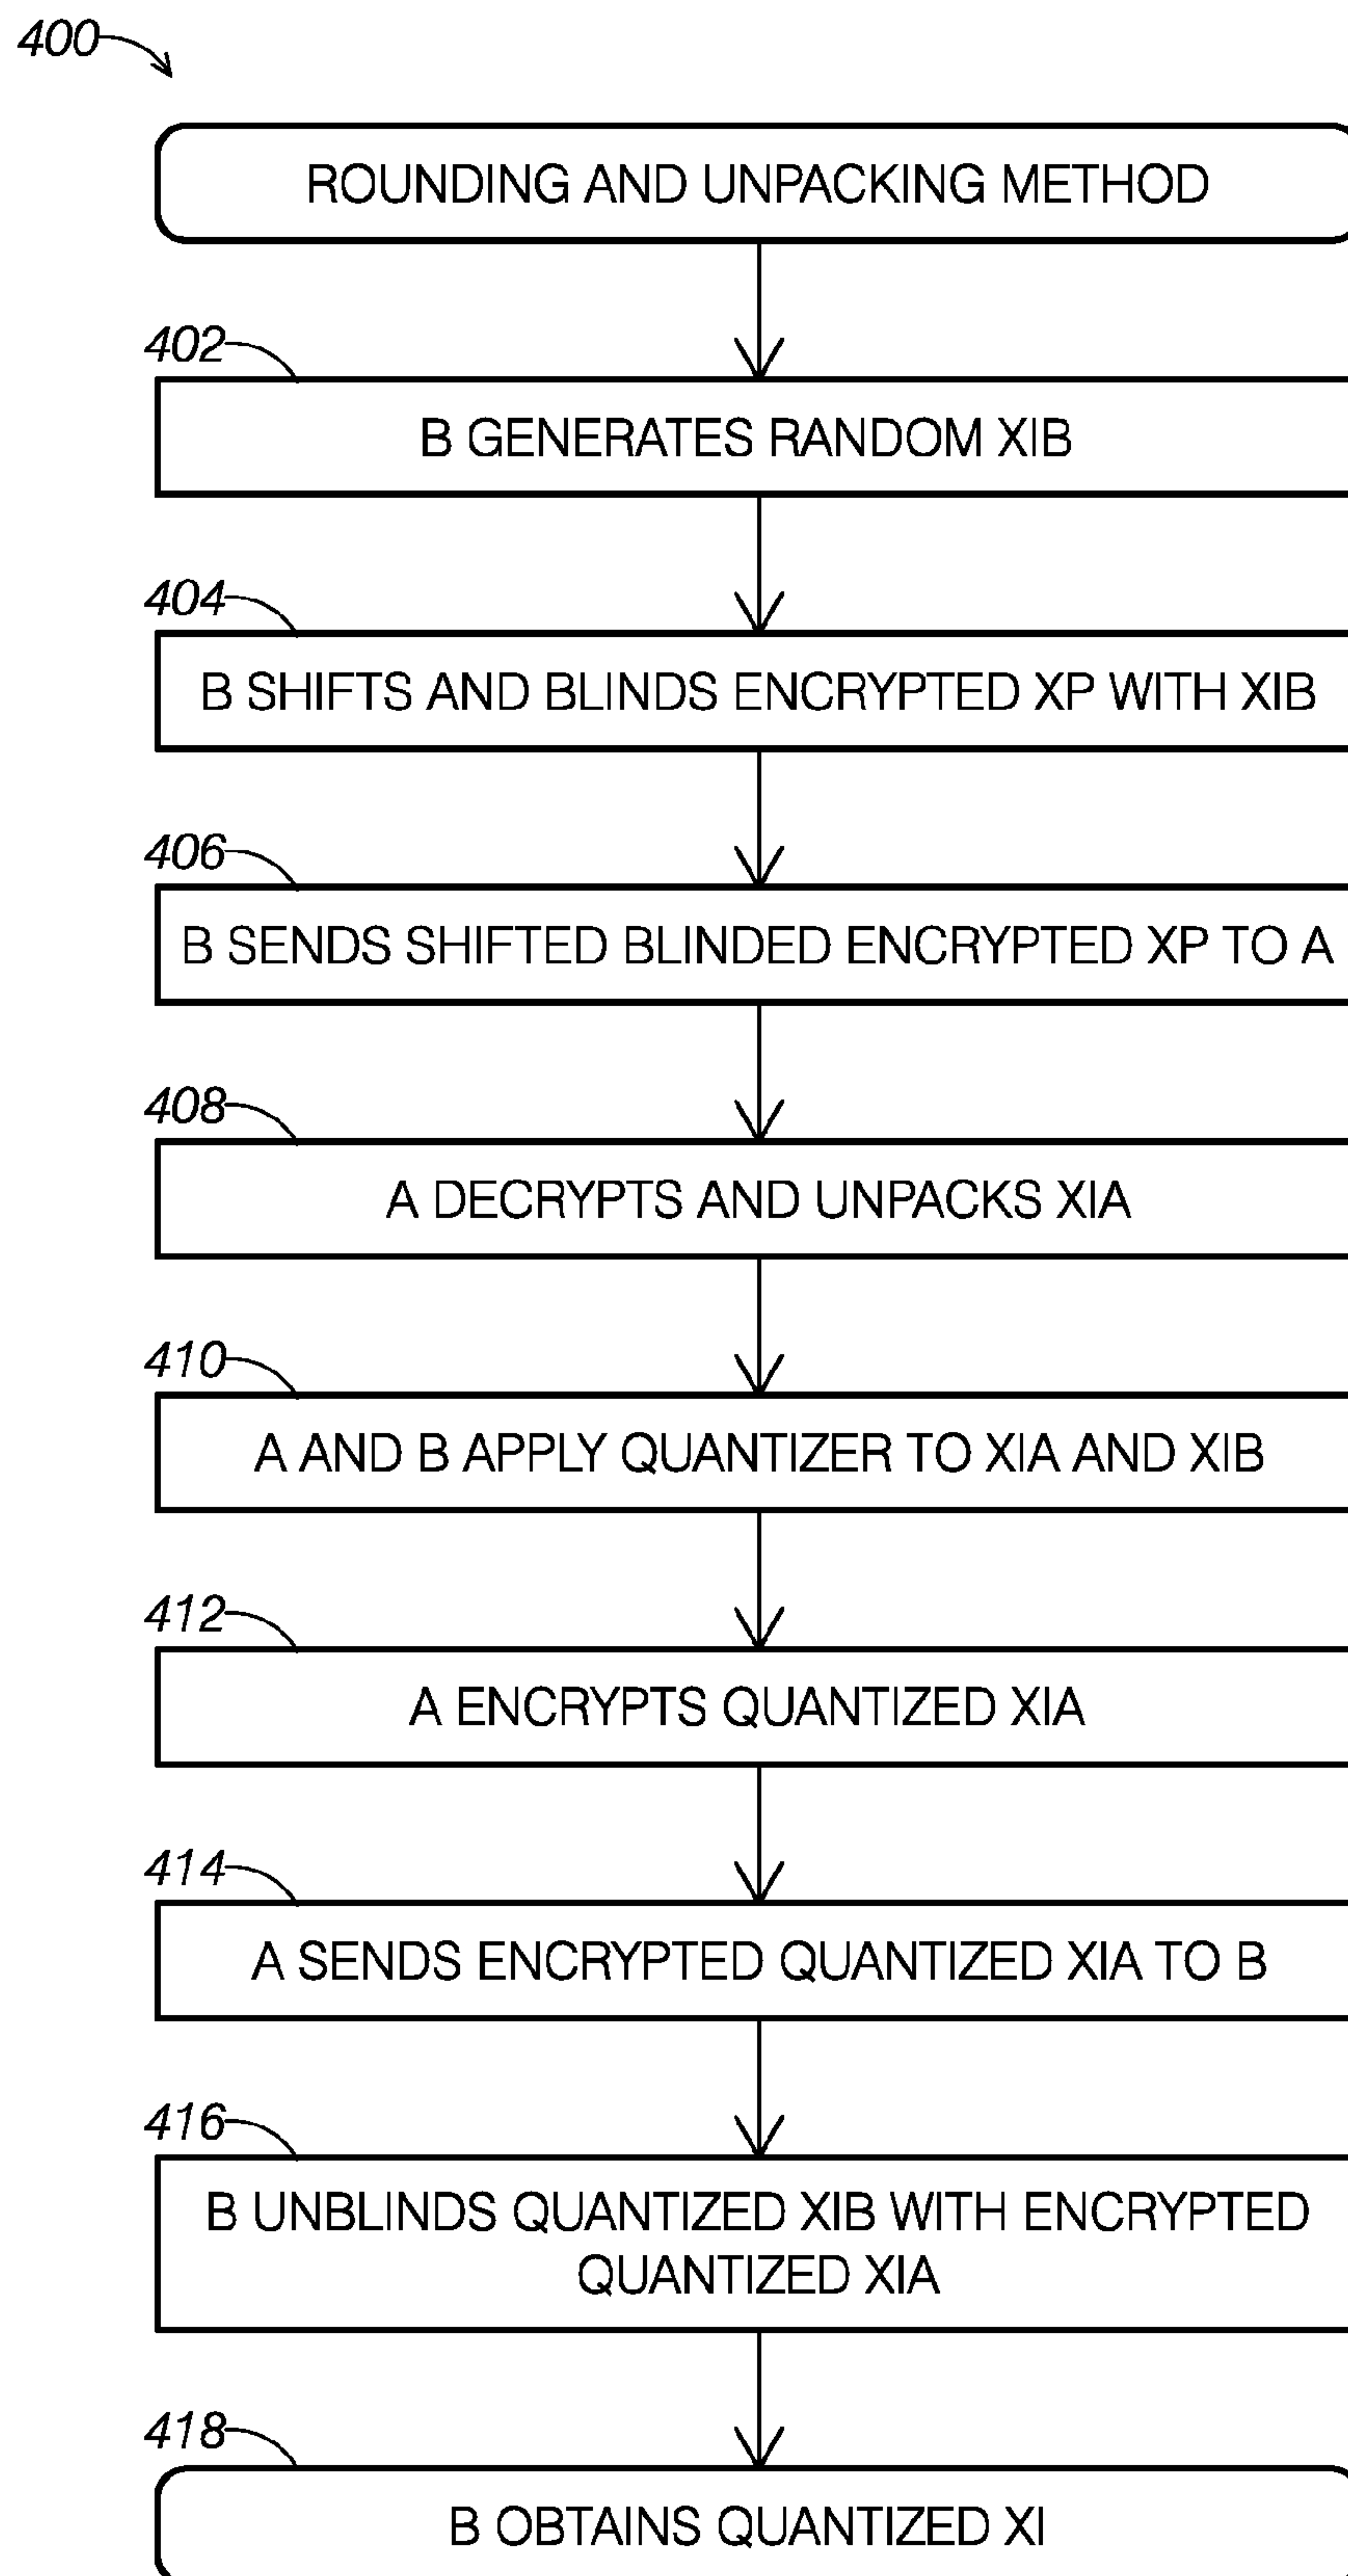 400
ROUNDING AND UNPACKING METHOD
402
B GENERATES RANDOM XIB
404
B SHIFTS AND BLINDS ENCRYPTED XP WITH XIB
406
B SENDS SHIFTED BLINDED ENCRYPTED XP TO A
408
A DECRYPTS AND UNPACKS XIA
410
A AND B APPLY QUANTIZER TO XIA AND XIB
412
A ENCRYPTS QUANTIZED XIA
414
A SENDS ENCRYPTED QUANTIZED XIA TO B
416
B UNBLINDS QUANTIZED XIB WITH ENCRYPTED
QUANTIZED XIA
418
B OBTAINS QUANTIZED XI